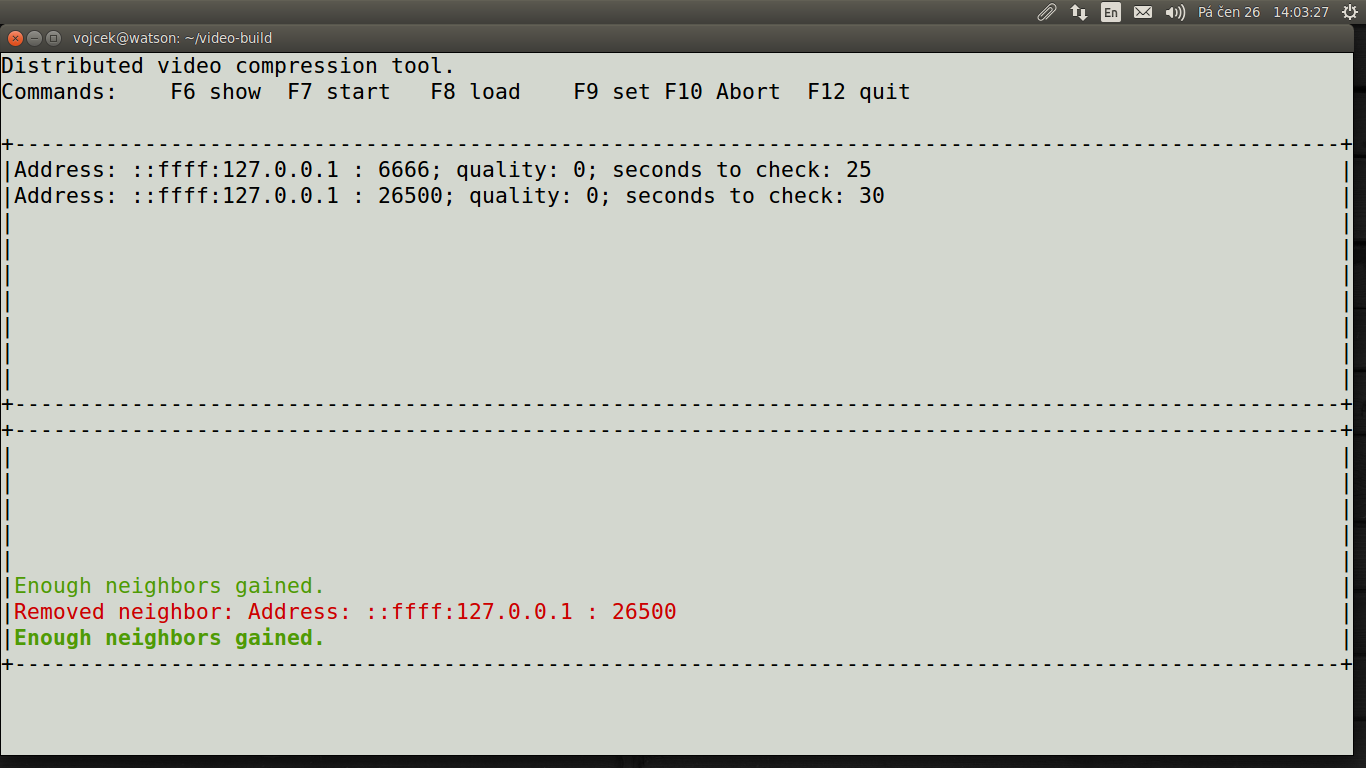 En Pá čen 26 14:03:27
vojcek@watson: ~/video-build
Distributed video compression tool.
Commands:    F6 show  F7 start   F8 load    F9 set F10 Abort  F12 quit
Address: ::ffff:127.0.0.1 : 6666; quality: 0; seconds to check: 25
Address: ::ffff:127.0.0.1 : 26500; quality: 0; seconds to check: 30
Enough neighbors gained.
Removed neighbor: Address: ::ffff:127.0.0.1 : 26500
Enough neighbors gained.